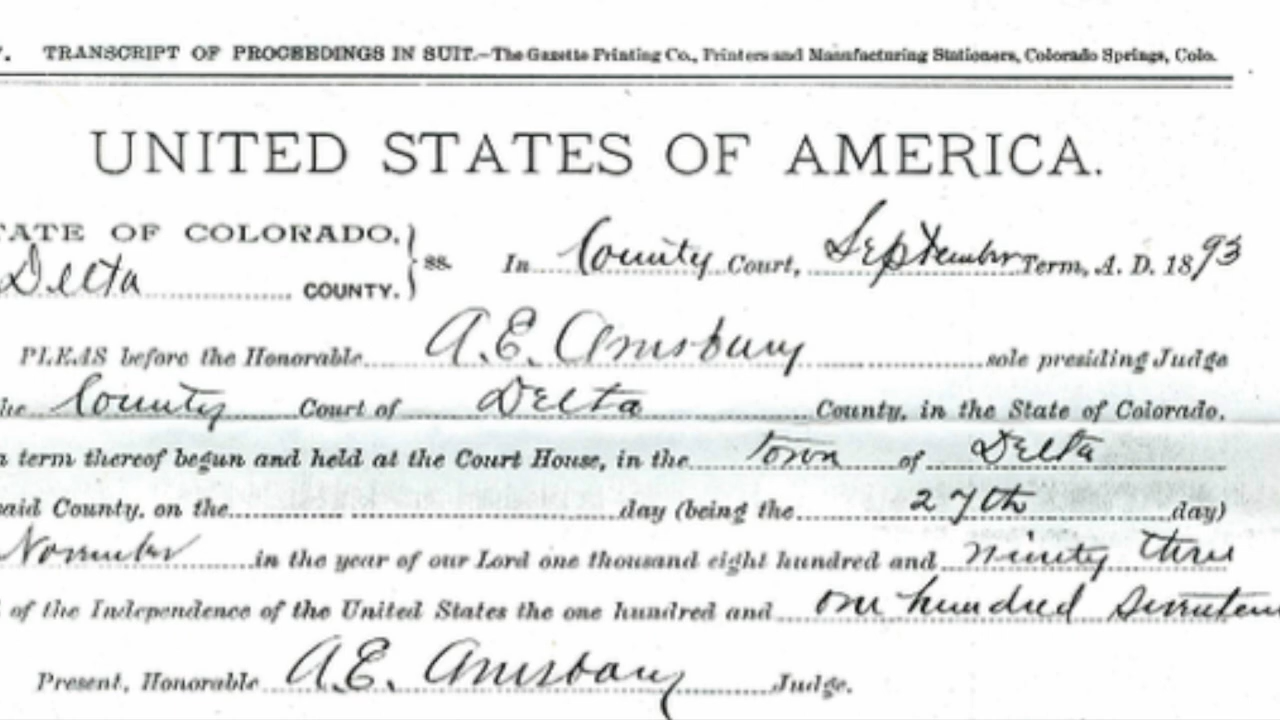 . TRANSCRIPT OF PROCEEDINGS IN SUIT.—The Gazette Printing Co., Printers and Manufacturing Stationers, Colorado Springs, Colo.
UNITED STATES OF AMERICA.
TATE OF COLORADO,
Delta COUNTY. } ss. In County Court, September Term, A. D. 1893
PLEAS before the Honorable A.E. Amsbary sole presiding Judge
he County Court of Delta County, in the State of Colorado,
a term thereof begun and held at the Court House, in the town of Delta
said County, on the day (being the 27th day)
November in the year of our Lord one thousand eight hundred and ninety three
of the Independence of the United States the one hundred and one hundred seventeen
Present, Honorable A.E. Amsbary Judge.